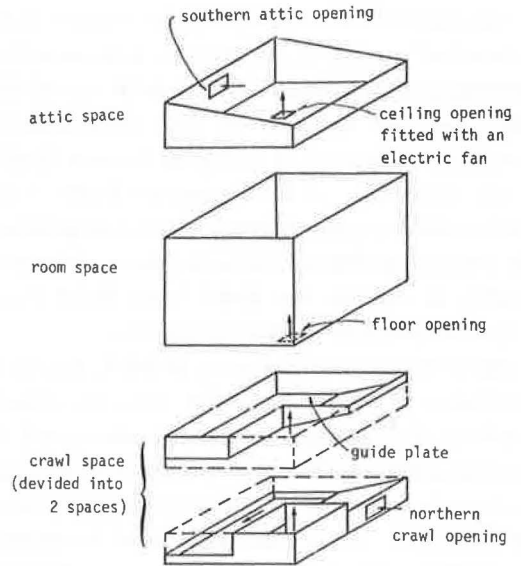 southern attic opening
attic space
ceiling opening
fitted with an
electric fan
room space
floor opening
guide plate
crawl space
(devided into
2 spaces)
northern
crawl opening